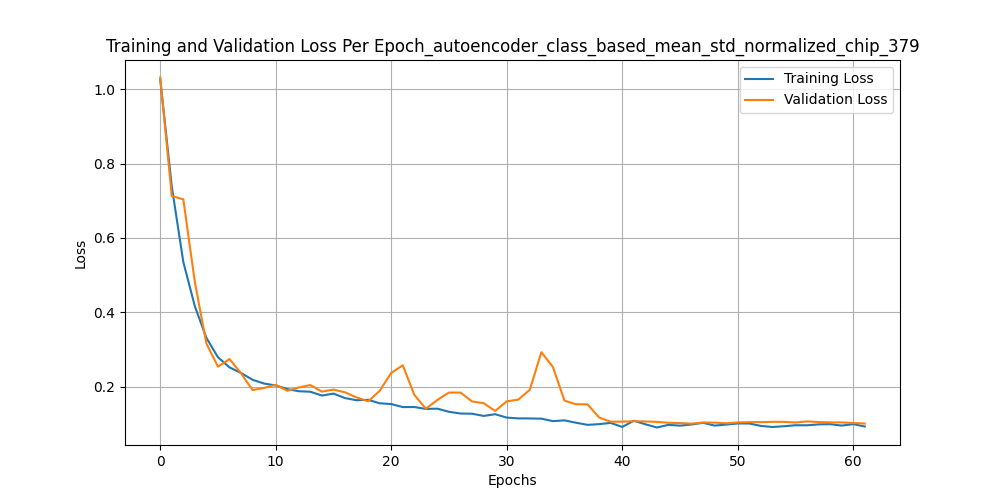 Training and Validation Loss Per Epoch_autoencoder_class_based_mean_std_normalized_chip_379
Training Loss
Validation Loss
1.0
0.8
0.6
0.4
0.2
Loss
0 10 20 30 40 50 60
Epochs